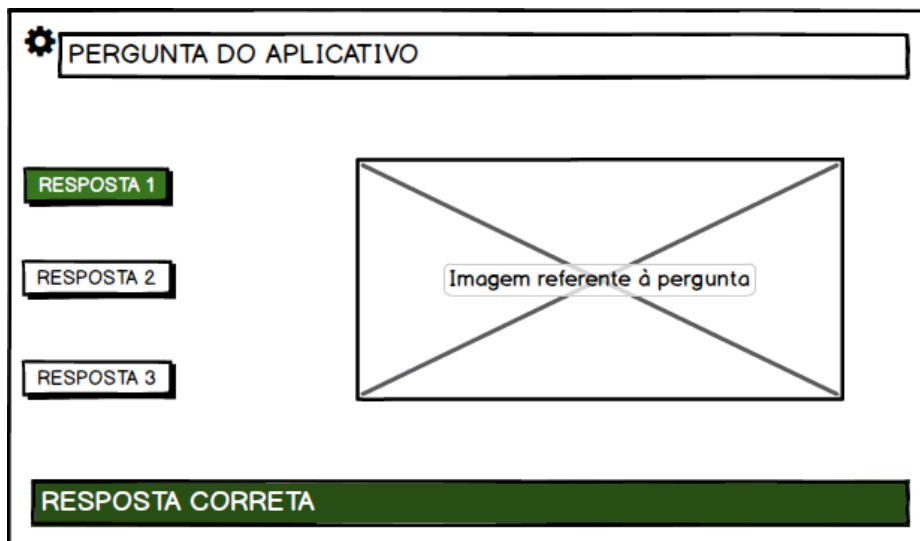 PERGUNTA DO APLICATIVO
RESPOSTA 1
RESPOSTA 2
RESPOSTA 3
Imagem referente à pergunta
RESPOSTA CORRETA